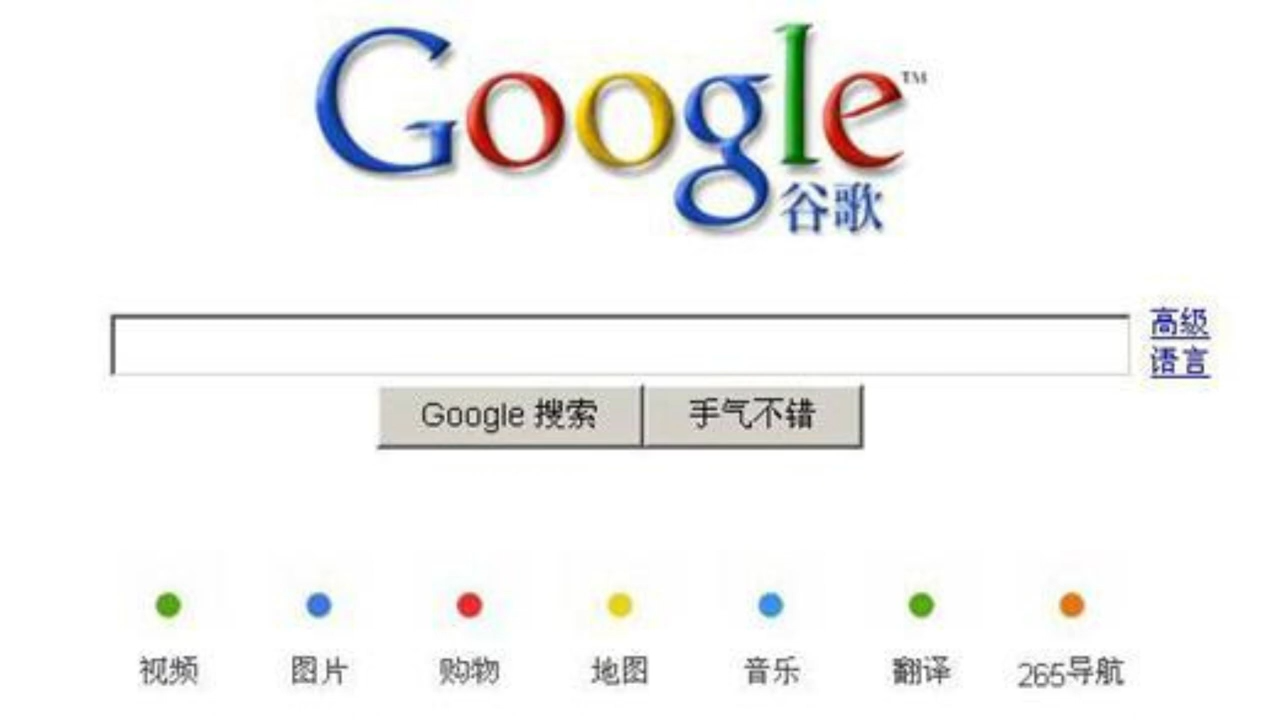 Google™
谷歌
高级
语言
Google 搜索 手气不错
视频 图片 购物 地图 音乐 翻译 265导航